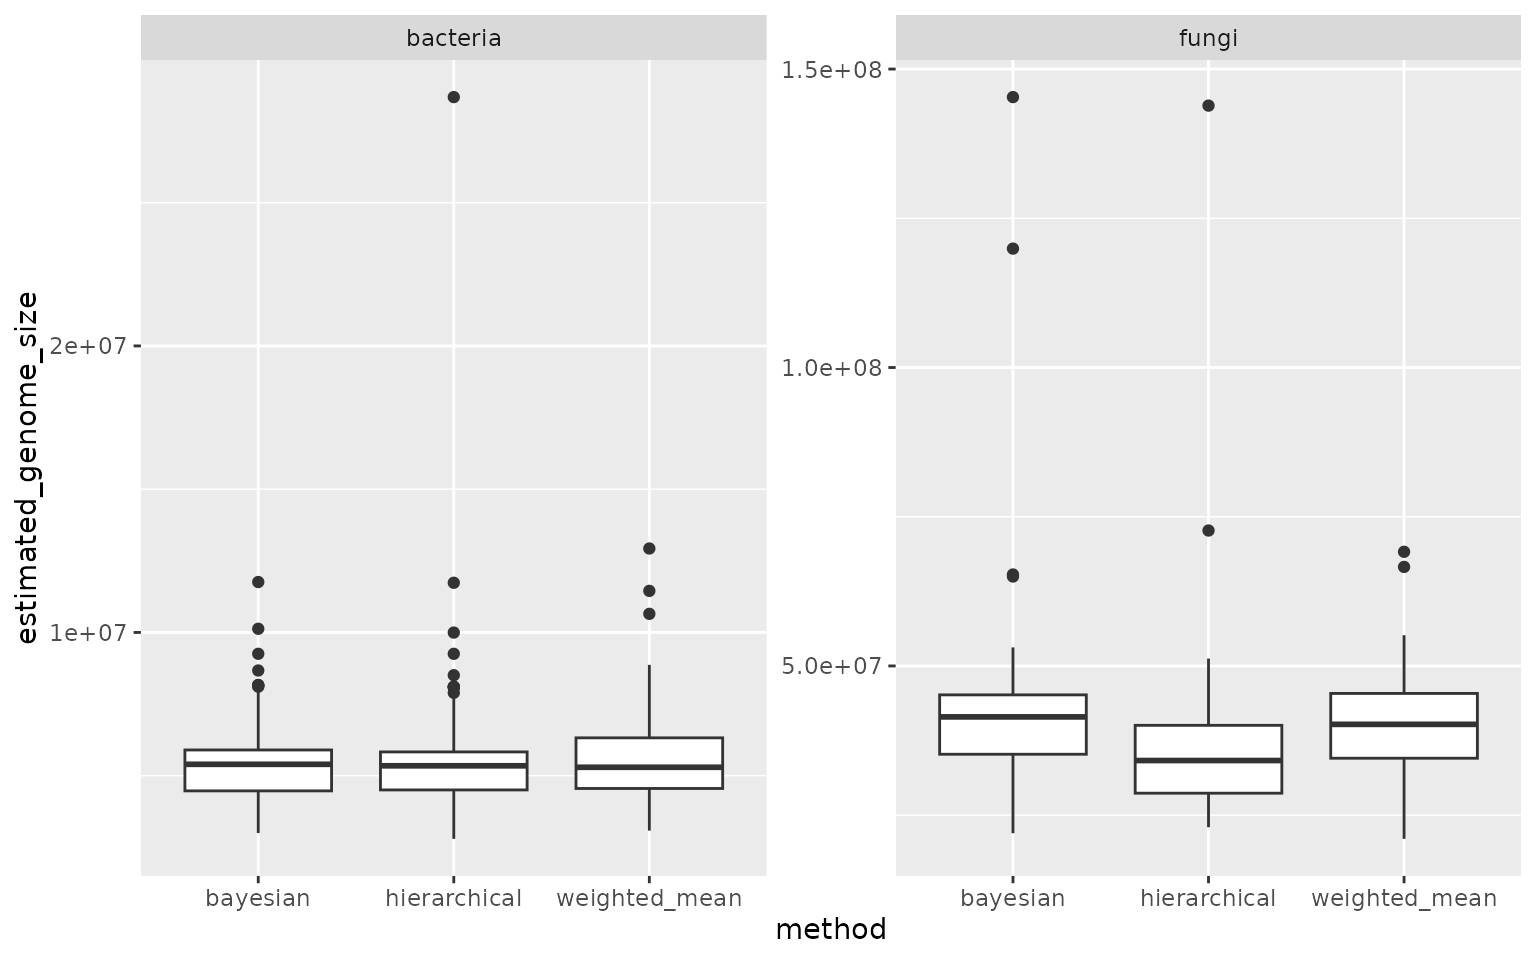 bacteria
fungi
estimated_genome_size
2e+07
1e+07
1.5e+08
1.0e+08
5.0e+07
bayesian
hierarchical
weighted_mean
bayesian
hierarchical
weighted_mean
method